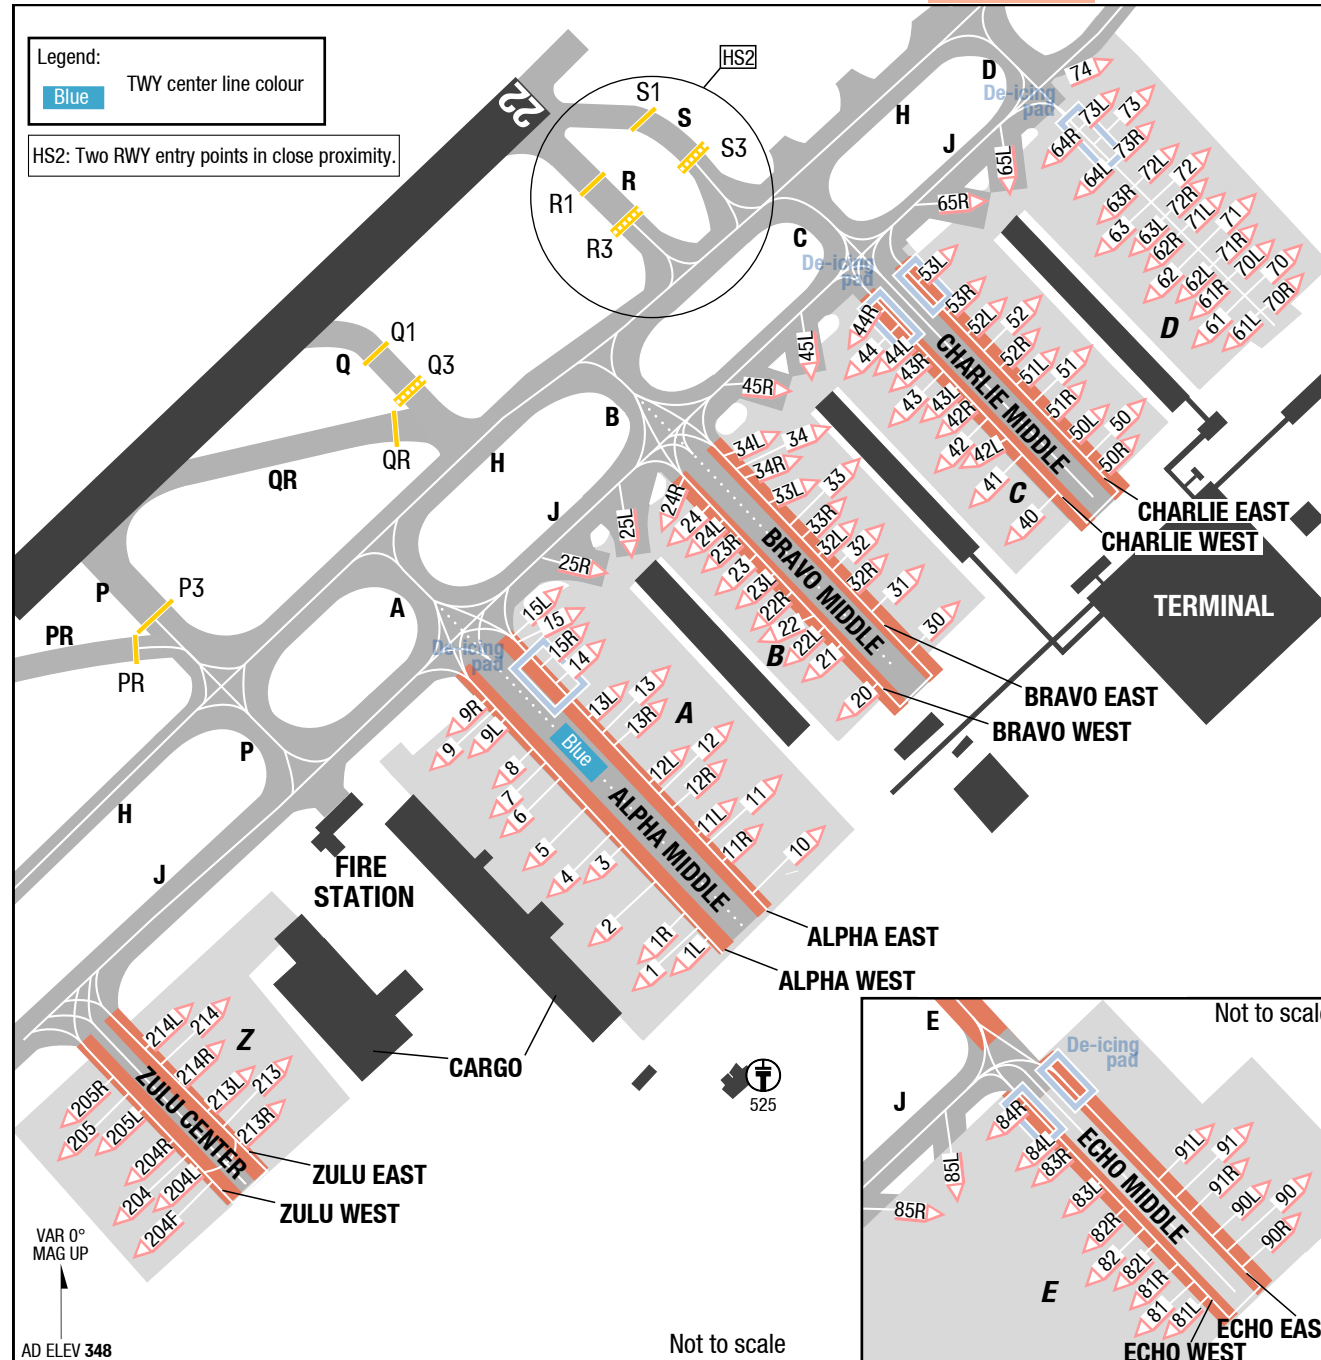 Legend:
Blue
TWY center line colour
HS2: Two RWY entry points in close proximity.
22
HS2
S1
S
S3
R
R1
R3
D
De-icing
pad
H
J
C
De-icing
pad
65L
65R
74
73L
73
64R
73R
64L
72L
72
63R
72R
63
63L
71L
71
62R
71R
62
62L
70L
70
61R
70R
61
61L
D
53L
53R
44R
52L
52
44
44L
52R
43R
51L
51
43
43L
51R
42R
50L
50
42
42L
50R
41
40
C
CHARLIE MIDDLE
CHARLIE EAST
CHARLIE WEST
TERMINAL
Q1
Q
Q3
QR
QR
H
B
J
45L
45R
34L
34
34R
33
33L
24R
33R
24
24L
32L
32
23R
32R
23
23L
31
22R
30
22
22L
21
20
B
BRAVO MIDDLE
BRAVO EAST
BRAVO WEST
P
P3
PR
PR
A
De-icing
pad
25L
25R
15L
15
15R
14
13L
13
13R
A
9R
9
9L
12L
12
12R
8
7
6
11L
11
11R
5
4
3
10
2
1R
1
1L
Blue
ALPHA MIDDLE
ALPHA EAST
ALPHA WEST
P
H
J
FIRE
STATION
CARGO
525
214L
214
214R
Z
213L
213
213R
205R
205
205L
204R
204
204L
204F
ZULU CENTER
ZULU EAST
ZULU WEST
VAR 0°
MAG UP
AD ELEV 348
Not to scale
Not to scale
E
De-icing
pad
J
84R
84L
83R
85L
85R
83L
82R
82
82L
81R
81
81L
91L
91
91R
90L
90
90R
E
ECHO MIDDLE
ECHO EAS
ECHO WEST